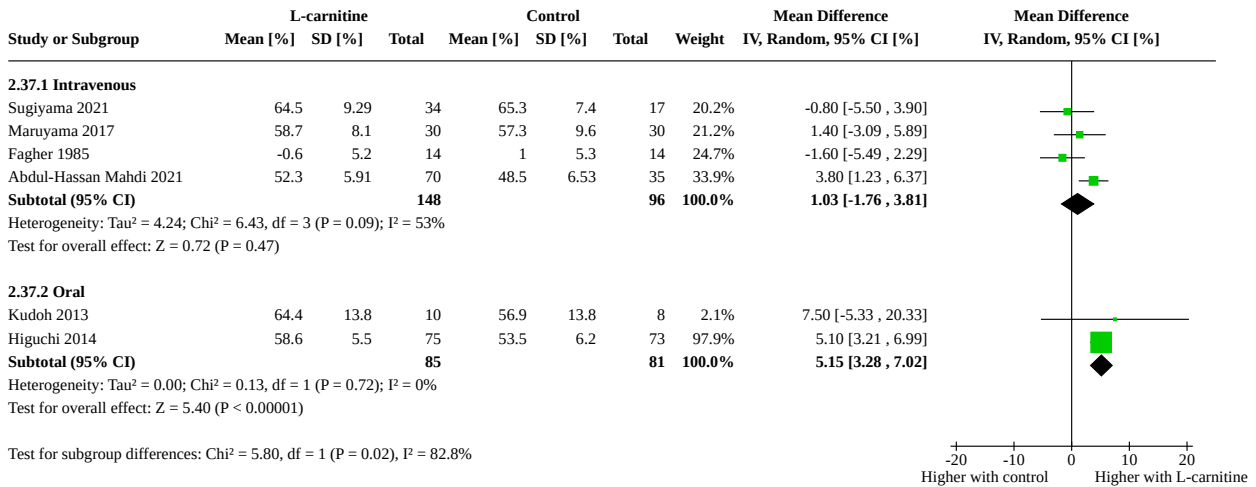 L-carnitine Control Mean Difference Mean Difference
Study or Subgroup Mean [%] SD [%] Total Mean [%] SD [%] Total Weight IV, Random, 95% CI [%] IV, Random, 95% CI [%]
2.37.1 Intravenous
Sugiyama 2021 64.5 9.29 34 65.3 7.4 17 20.2% -0.80 [-5.50 , 3.90]
Maruyama 2017 58.7 8.1 30 57.3 9.6 30 21.2% 1.40 [-3.09 , 5.89]
Fagher 1985 -0.6 5.2 14 1 5.3 14 24.7% -1.60 [-5.49 , 2.29]
Abdul-Hassan Mahdi 2021 52.3 5.91 70 48.5 6.53 35 33.9% 3.80 [1.23 , 6.37]
Subtotal (95% CI) 148 96 100.0% 1.03 [-1.76 , 3.81]
Heterogeneity: Tau² = 4.24; Chi² = 6.43, df = 3 (P = 0.09); I² = 53%
Test for overall effect: Z = 0.72 (P = 0.47)
2.37.2 Oral
Kudoh 2013 64.4 13.8 10 56.9 13.8 8 2.1% 7.50 [-5.33 , 20.33]
Higuchi 2014 58.6 5.5 75 53.5 6.2 73 97.9% 5.10 [3.21 , 6.99]
Subtotal (95% CI) 85 81 100.0% 5.15 [3.28 , 7.02]
Heterogeneity: Tau² = 0.00; Chi² = 0.13, df = 1 (P = 0.72); I² = 0%
Test for overall effect: Z = 5.40 (P < 0.00001)
Test for subgroup differences: Chi² = 5.80, df = 1 (P = 0.02), I² = 82.8%
-20 -10 0 10 20
Higher with control Higher with L-carnitine